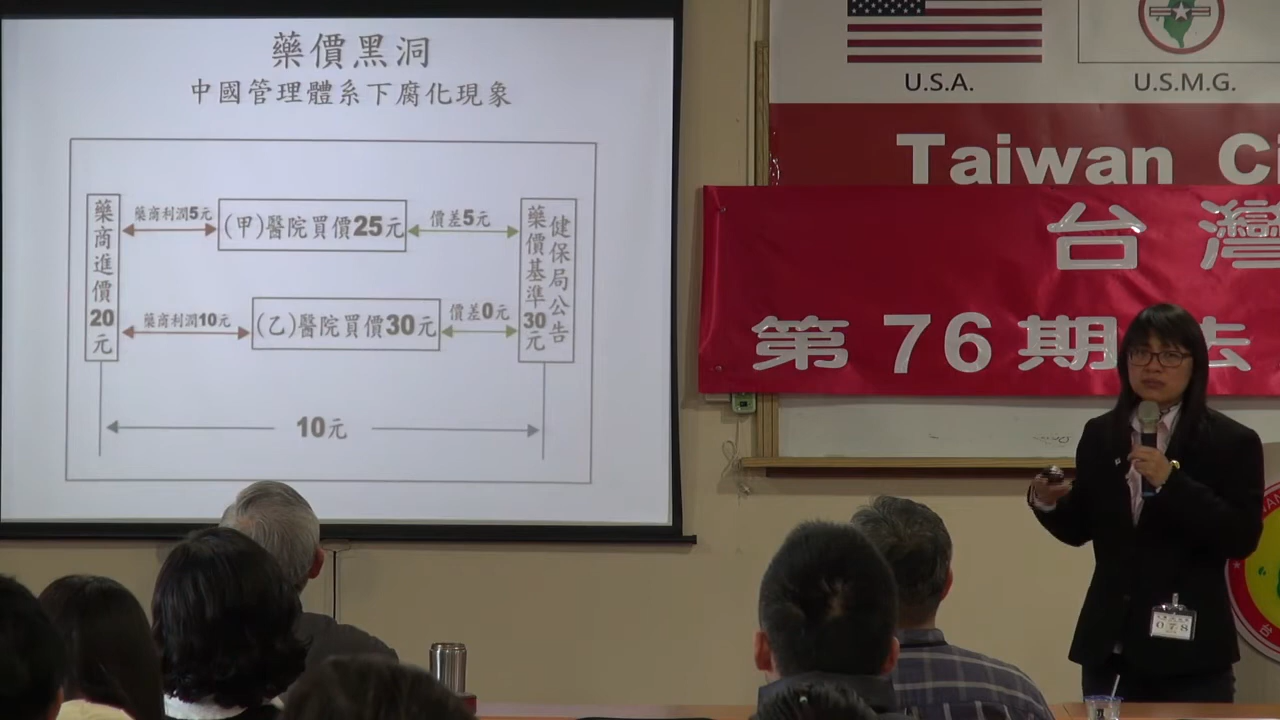 藥價黑洞
中國管理體系下腐化現象
藥商進價20元
藥商利潤5元
(甲)醫院買價25元
價差5元
健保局公告
藥價基準30元
藥商利潤10元
(乙)醫院買價30元
價差0元
10元
U.S.A.
U.S.M.G.
Taiwan Ci
台灣
第76期法
078